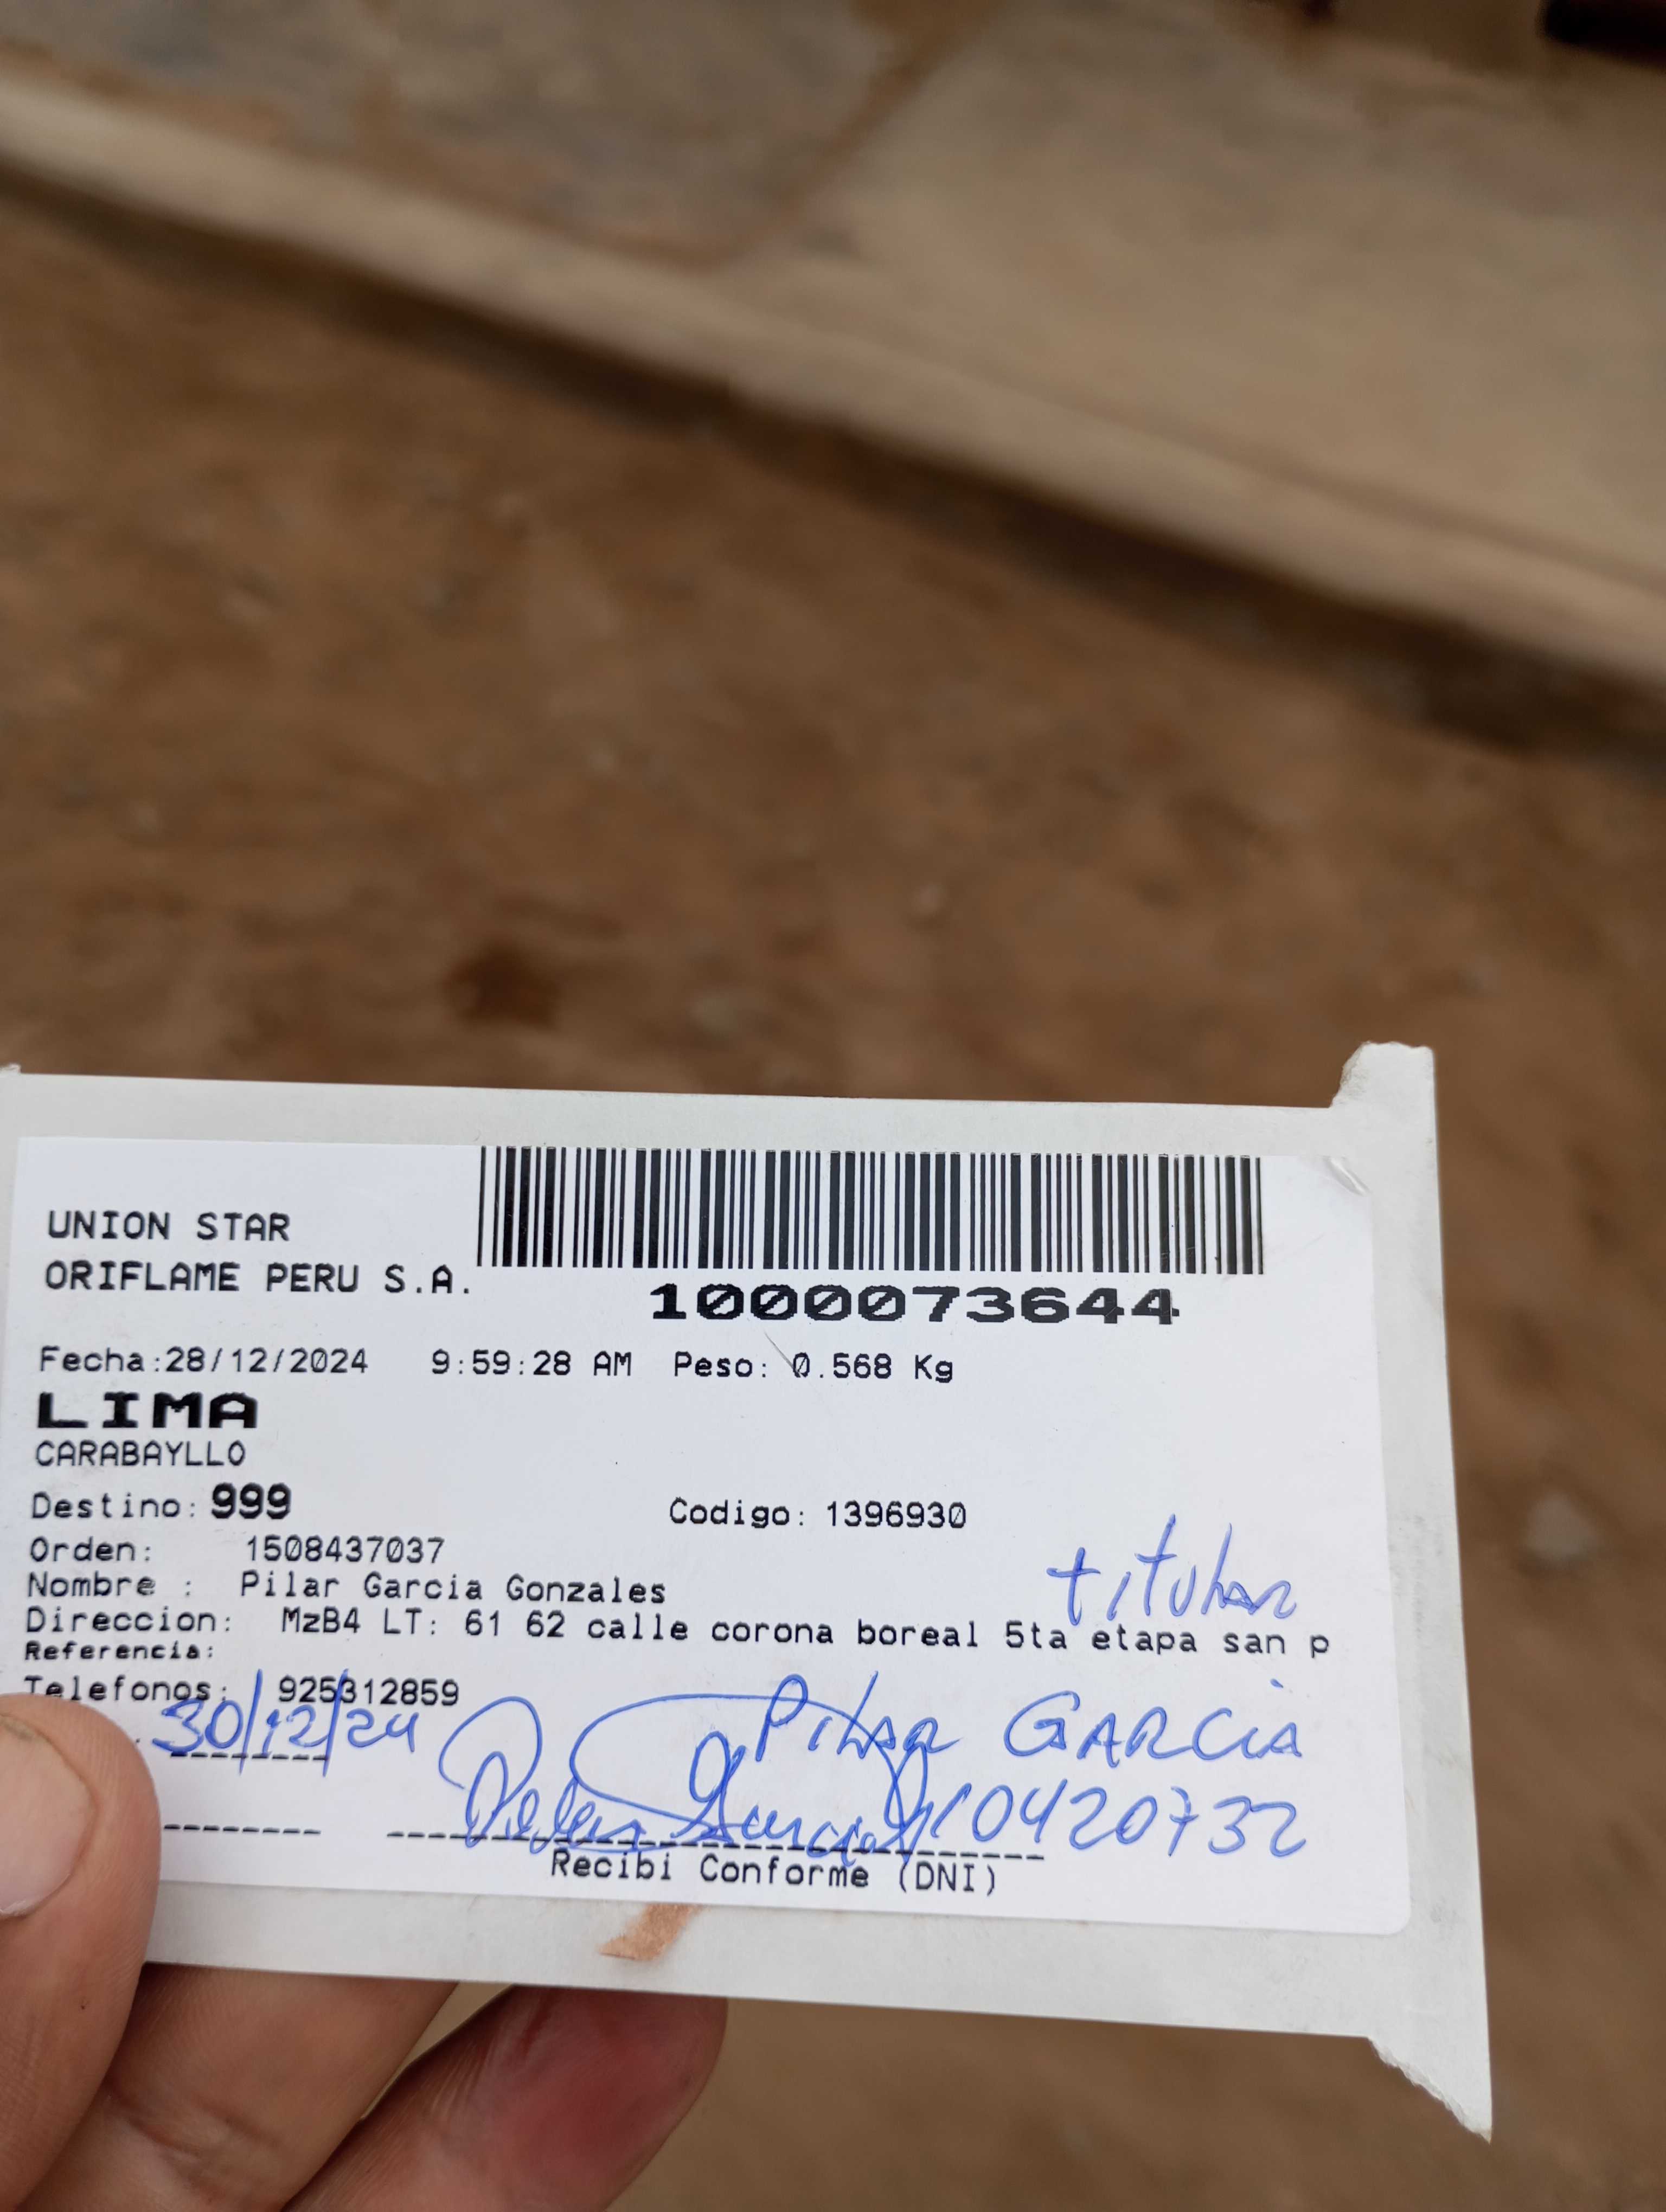 UNION STAR
ORIFLAME PERU S.A.
1000073644
Fecha:28/12/2024 9:59:28 AM Peso: 0.568 Kg
LIMA
CARABAYLLO
Destino: 999 Codigo: 1396930
Orden: 1508437037
Nombre : Pilar Garcia Gonzales
titular
Direccion: MzB4 LT: 61 62 calle corona boreal 5ta etapa san p
Referencia:
Telefonos: 925312859
30/12/24 Pilar GARCIA
Pilar Garcia 10420732
Recibi Conforme (DNI)